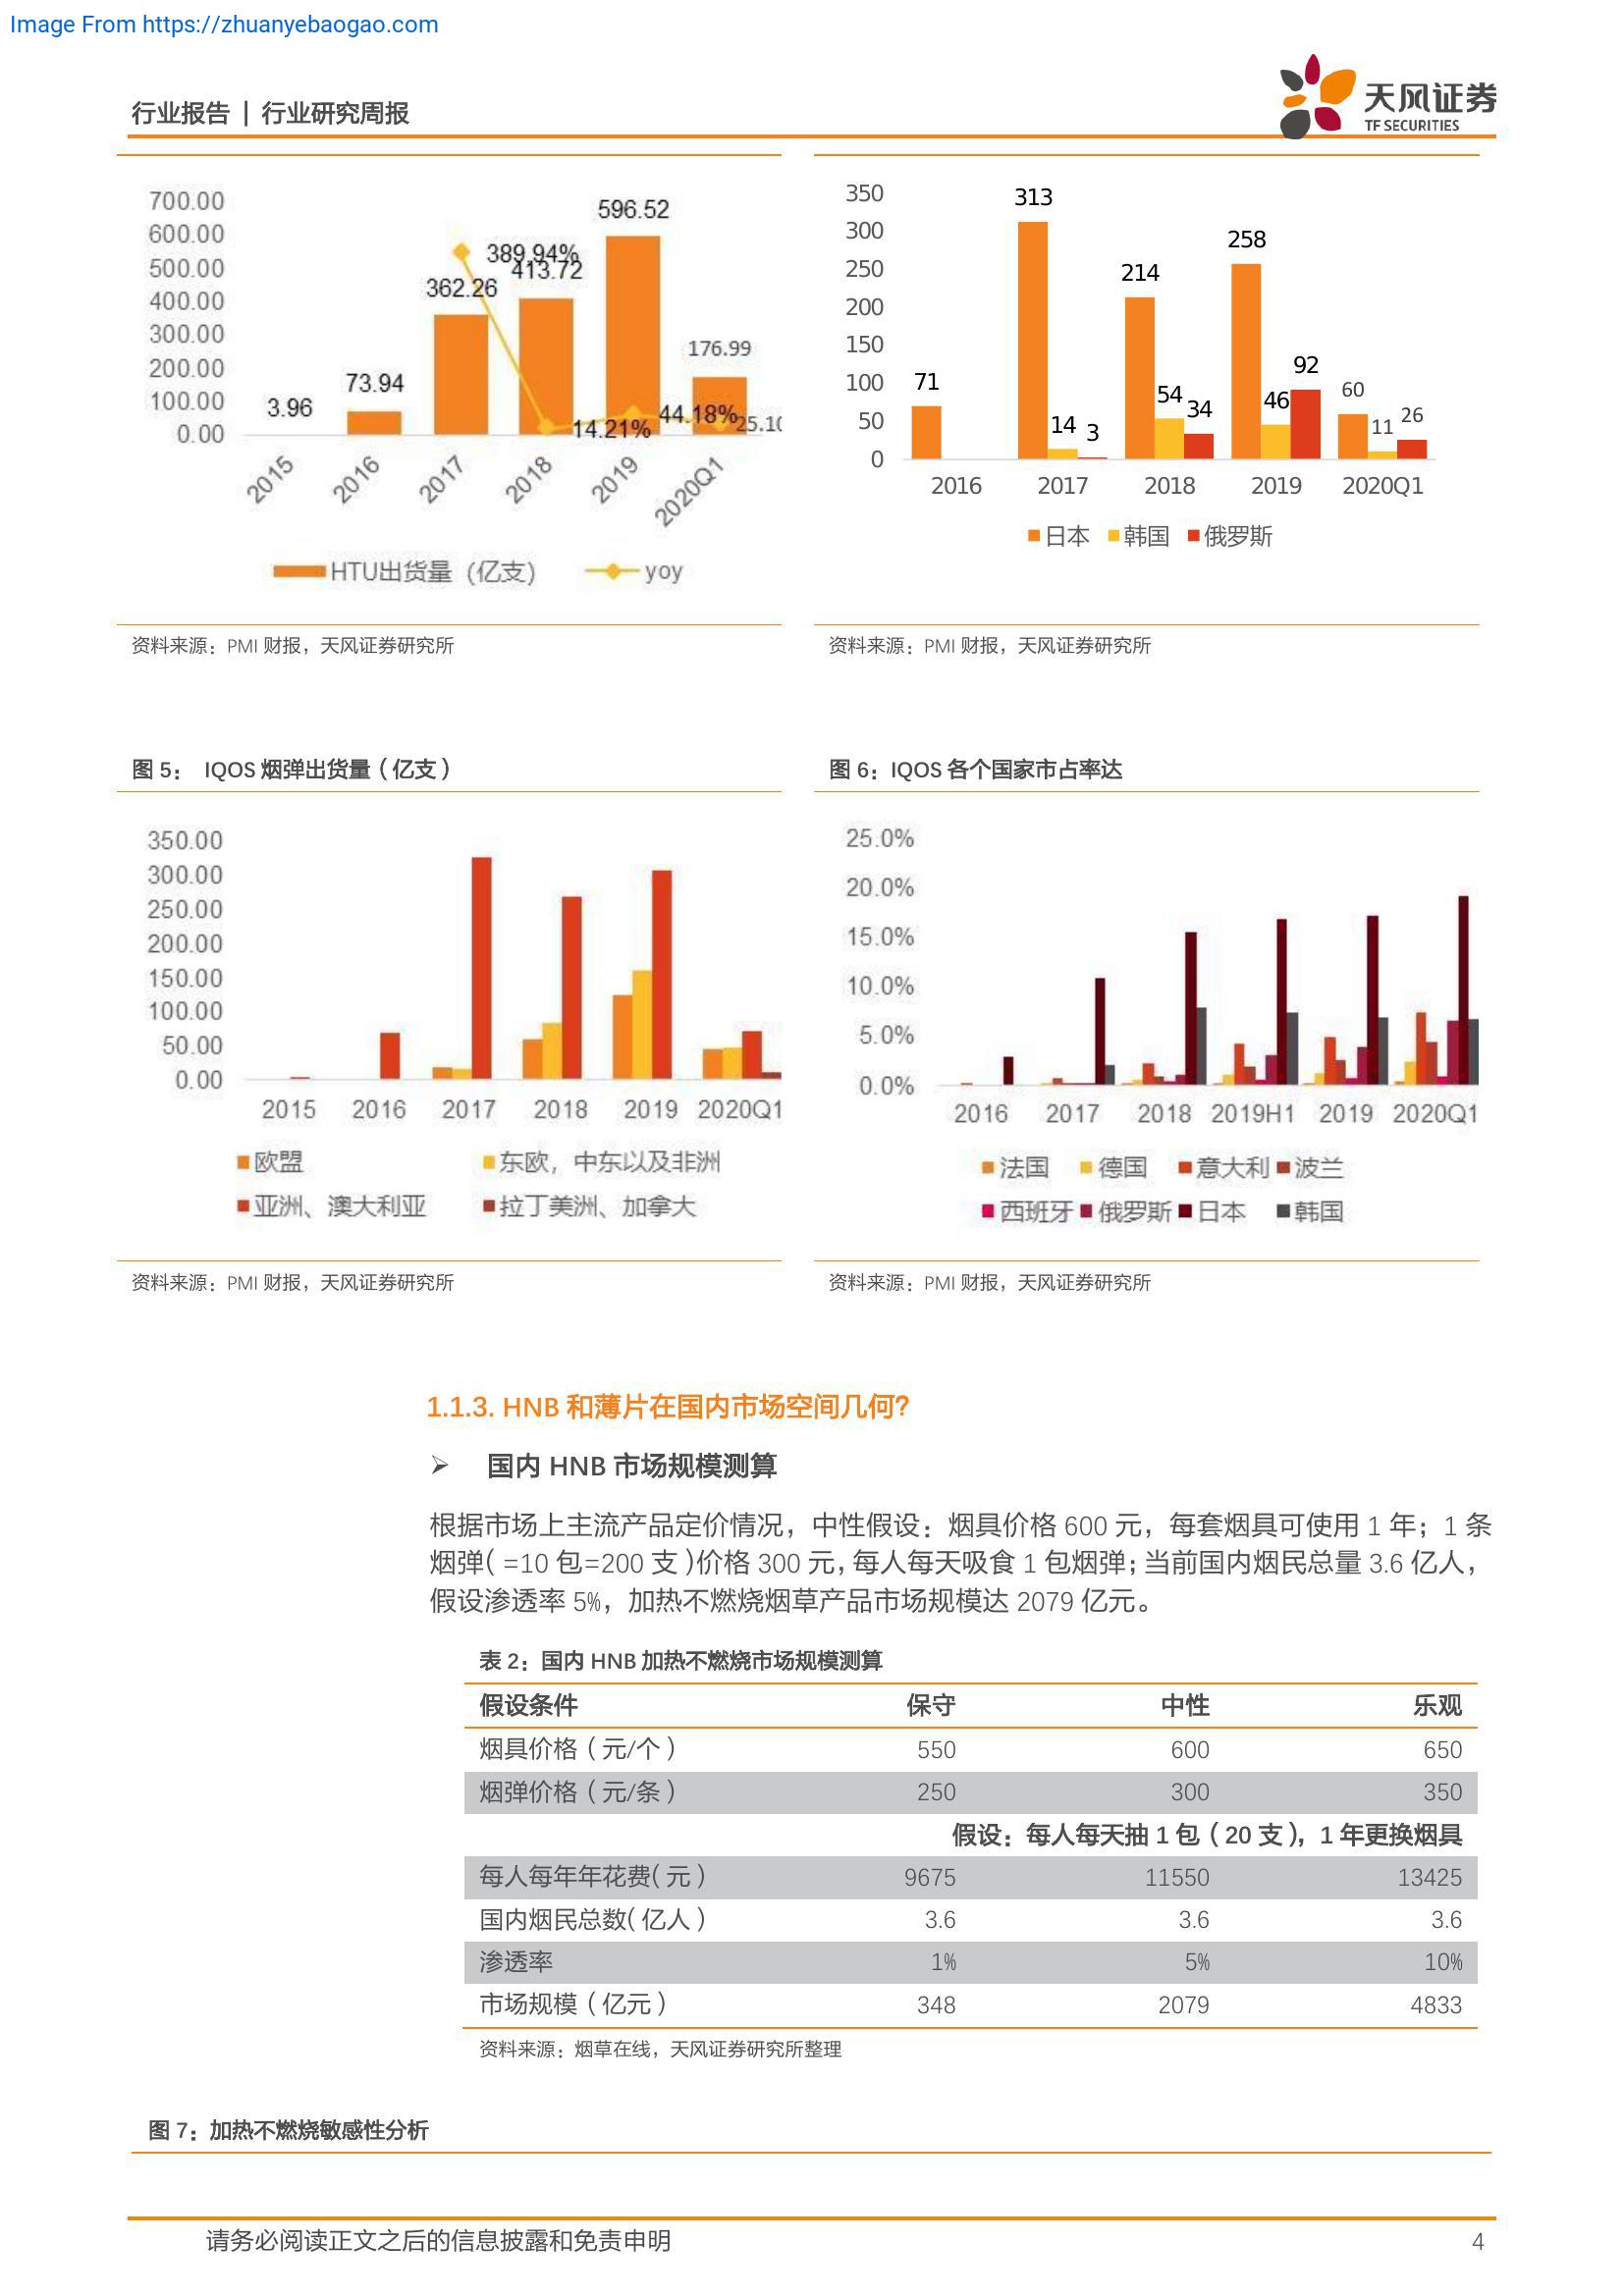 Image From https://zhuanyebaogao.com
行业报告 | 行业研究周报
天风证券
TF SECURITIES
700.00
600.00
500.00
400.00
300.00
200.00
100.00
0.00
3.96
73.94
362.26
413.72
596.52
176.99
389.94%
14.21%
44.18%
2015
2016
2017
2018
2019
2020Q1
HTU出货量（亿支）
yoy
350
300
250
200
150
100
50
0
71
313
14
3
214
54
34
258
46
92
60
11
26
2016
2017
2018
2019
2020Q1
日本 韩国 俄罗斯
资料来源：PMI 财报，天风证券研究所
资料来源：PMI 财报，天风证券研究所
图 5： IQOS 烟弹出货量（亿支）
350.00
300.00
250.00
200.00
150.00
100.00
50.00
0.00
2015 2016 2017 2018 2019 2020Q1
欧盟 东欧，中东以及非洲
亚洲、澳大利亚 拉丁美洲、加拿大
图 6：IQOS 各个国家市占率达
25.0%
20.0%
15.0%
10.0%
5.0%
0.0%
2016 2017 2018 2019H1 2019 2020Q1
法国 德国 意大利 波兰
西班牙 俄罗斯 日本 韩国
资料来源：PMI 财报，天风证券研究所
资料来源：PMI 财报，天风证券研究所
1.1.3. HNB 和薄片在国内市场空间几何？
➢ 国内 HNB 市场规模测算
根据市场上主流产品定价情况，中性假设：烟具价格 600 元，每套烟具可使用 1 年；1 条
烟弹（=10 包=200 支）价格 300 元，每人每天吸食 1 包烟弹；当前国内烟民总量 3.6 亿人，
假设渗透率 5%，加热不燃烧烟草产品市场规模达 2079 亿元。
表 2：国内 HNB 加热不燃烧市场规模测算
假设条件 保守 中性 乐观
烟具价格（元/个） 550 600 650
烟弹价格（元/条） 250 300 350
假设：每人每天抽 1 包（20 支），1 年更换烟具
每人每年年花费（元） 9675 11550 13425
国内烟民总数（亿人） 3.6 3.6 3.6
渗透率 1% 5% 10%
市场规模（亿元） 348 2079 4833
资料来源：烟草在线，天风证券研究所整理
图 7：加热不燃烧敏感性分析
请务必阅读正文之后的信息披露和免责申明 4